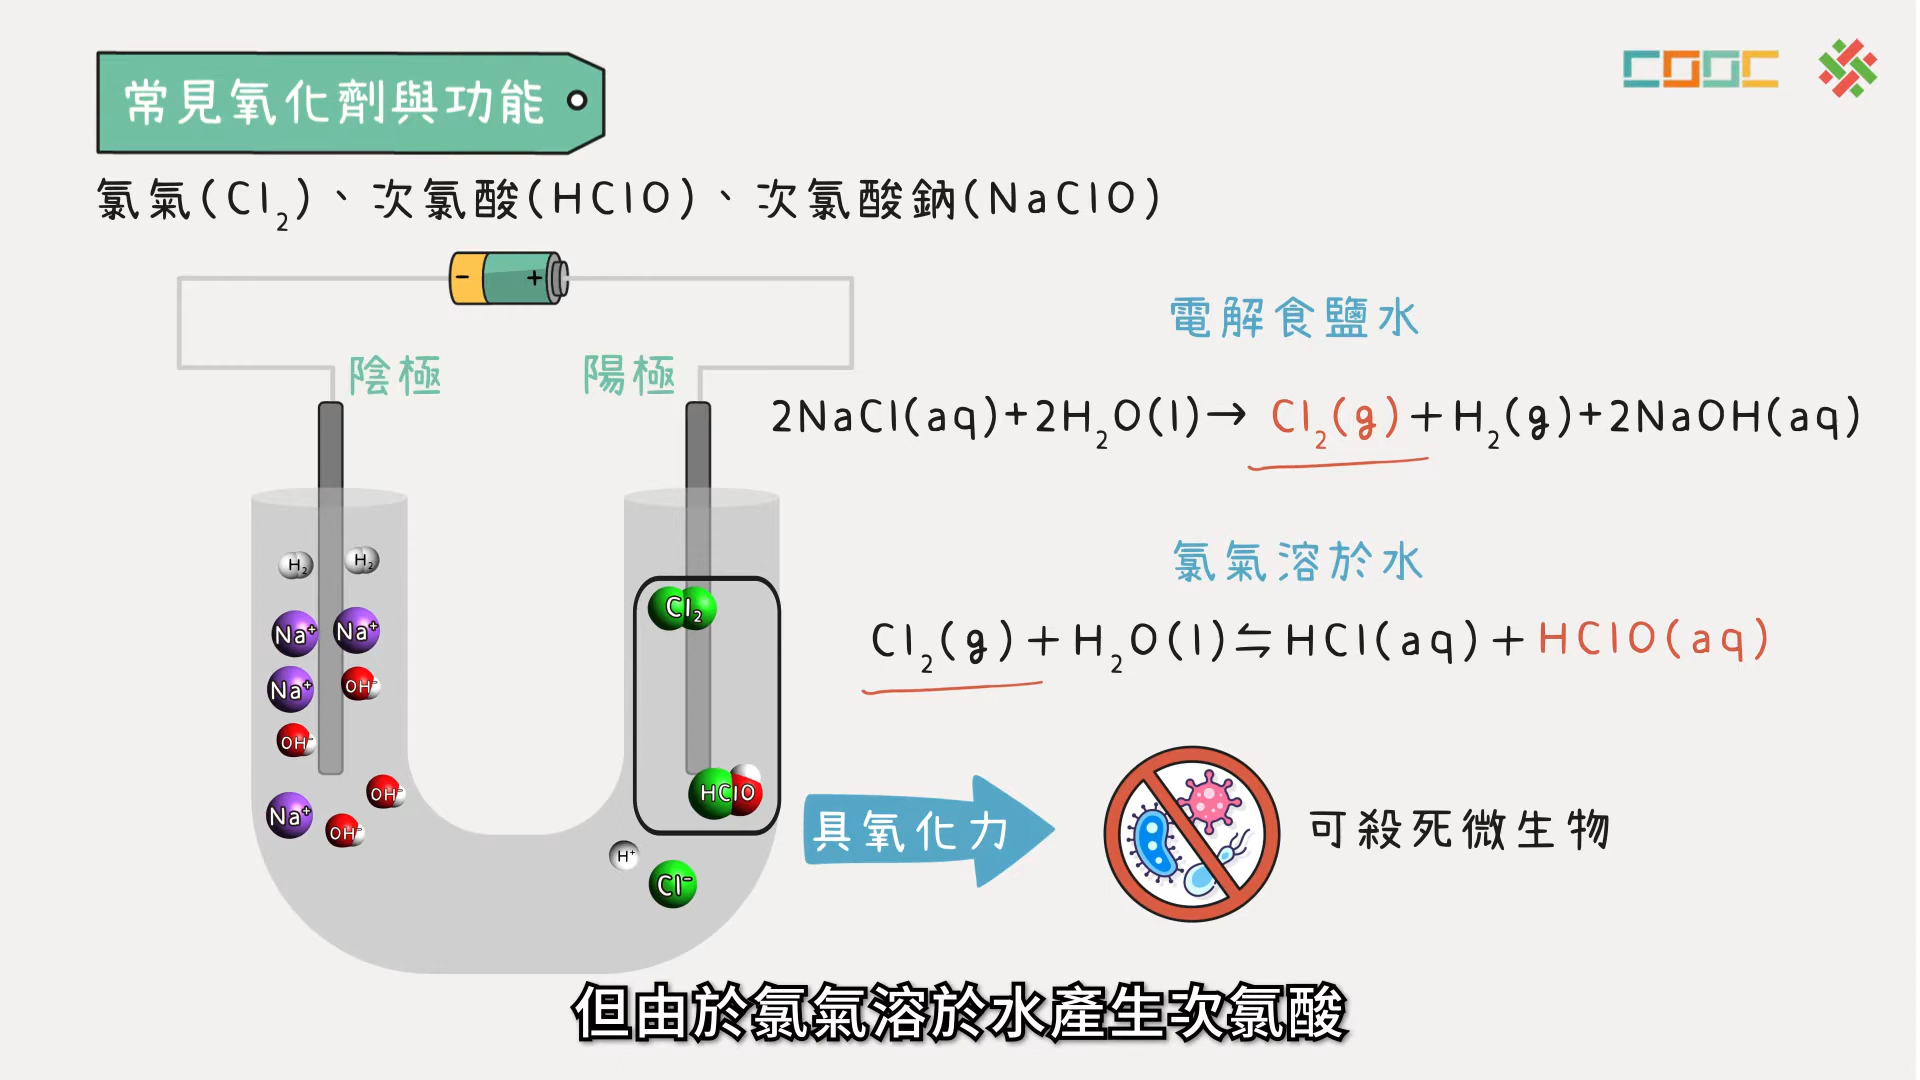 常見氧化劑與功能
COOC
氯氣(Cl₂)、次氯酸(HClO)、次氯酸鈉(NaClO)
- +
陰極 陽極
電解食鹽水
2NaCl(aq)+2H₂O(l)→ Cl₂(g)+H₂(g)+2NaOH(aq)
氯氣溶於水
Cl₂(g)+H₂O(l)⇋HCl(aq)+HClO(aq)
H₂ H₂
Na⁺ Na⁺
Na⁺ OH⁻
OH⁻
OH⁻
Na⁺ OH⁻
Cl₂
HClO
H⁺
Cl⁻
具氧化力
可殺死微生物
但由於氯氣溶於水產生次氯酸